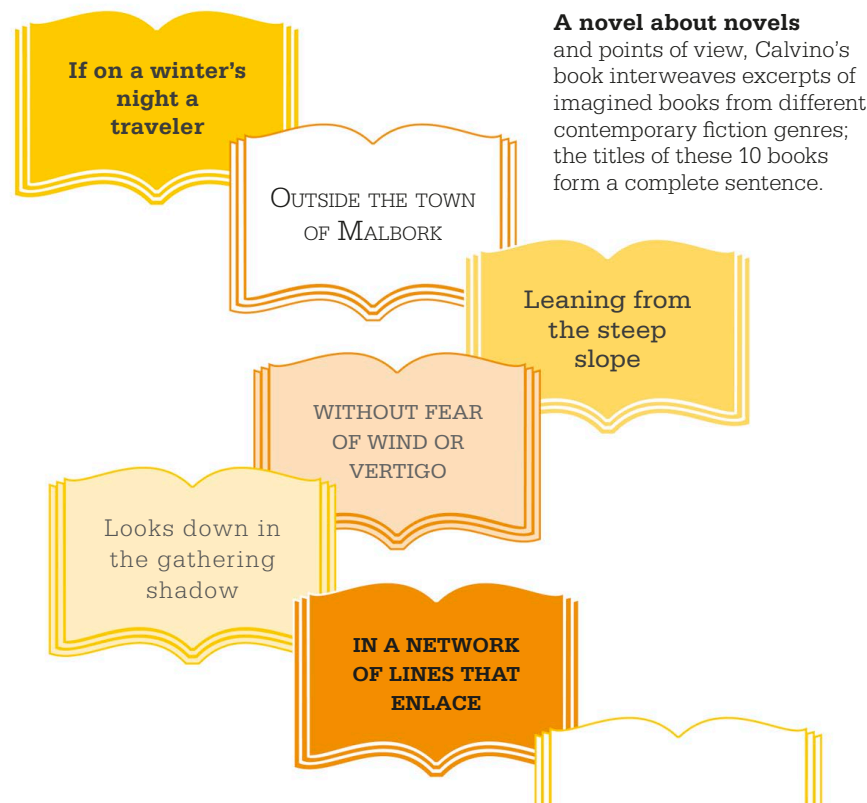 If on a winter's
night a
traveler
A novel about novels
and points of view, Calvino's
book interweaves excerpts of
imagined books from different
contemporary fiction genres;
the titles of these 10 books
form a complete sentence.
OUTSIDE THE TOWN
OF MALBORK
Leaning from
the steep
slope
WITHOUT FEAR
OF WIND OR
VERTIGO
Looks down in
the gathering
shadow
IN A NETWORK
OF LINES THAT
ENLACE